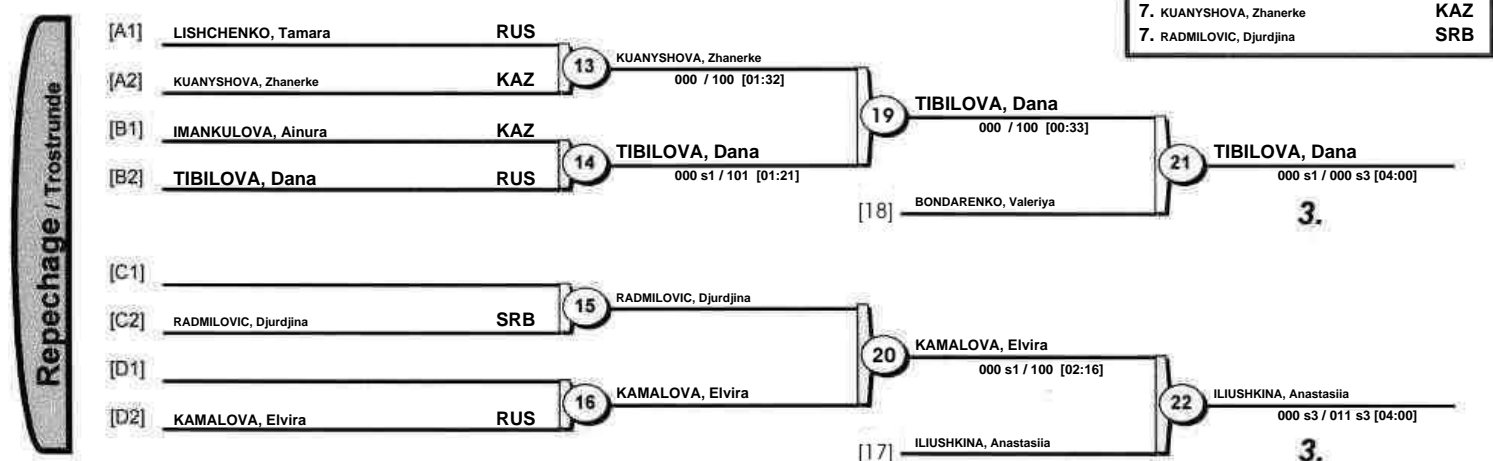 7. KUANYSHOVA, Zhanerke KAZ
7. RADMILOVIC, Djurdjina SRB
Repechage / Trostrunde
[A1] LISHCHENKO, Tamara RUS
[A2] KUANYSHOVA, Zhanerke KAZ
13 KUANYSHOVA, Zhanerke
000 / 100 [01:32]
[B1] IMANKULOVA, Ainura KAZ
[B2] TIBILOVA, Dana RUS
14 TIBILOVA, Dana
000 s1 / 101 [01:21]
19 TIBILOVA, Dana
000 / 100 [00:33]
[18] BONDARENKO, Valeriya
21 TIBILOVA, Dana
000 s1 / 000 s3 [04:00]
3.
[C1]
[C2] RADMILOVIC, Djurdjina SRB
15 RADMILOVIC, Djurdjina
[D1]
[D2] KAMALOVA, Elvira RUS
16 KAMALOVA, Elvira
20 KAMALOVA, Elvira
000 s1 / 100 [02:16]
[17] ILIUSHKINA, Anastasiia
22 ILIUSHKINA, Anastasiia
000 s3 / 011 s3 [04:00]
3.